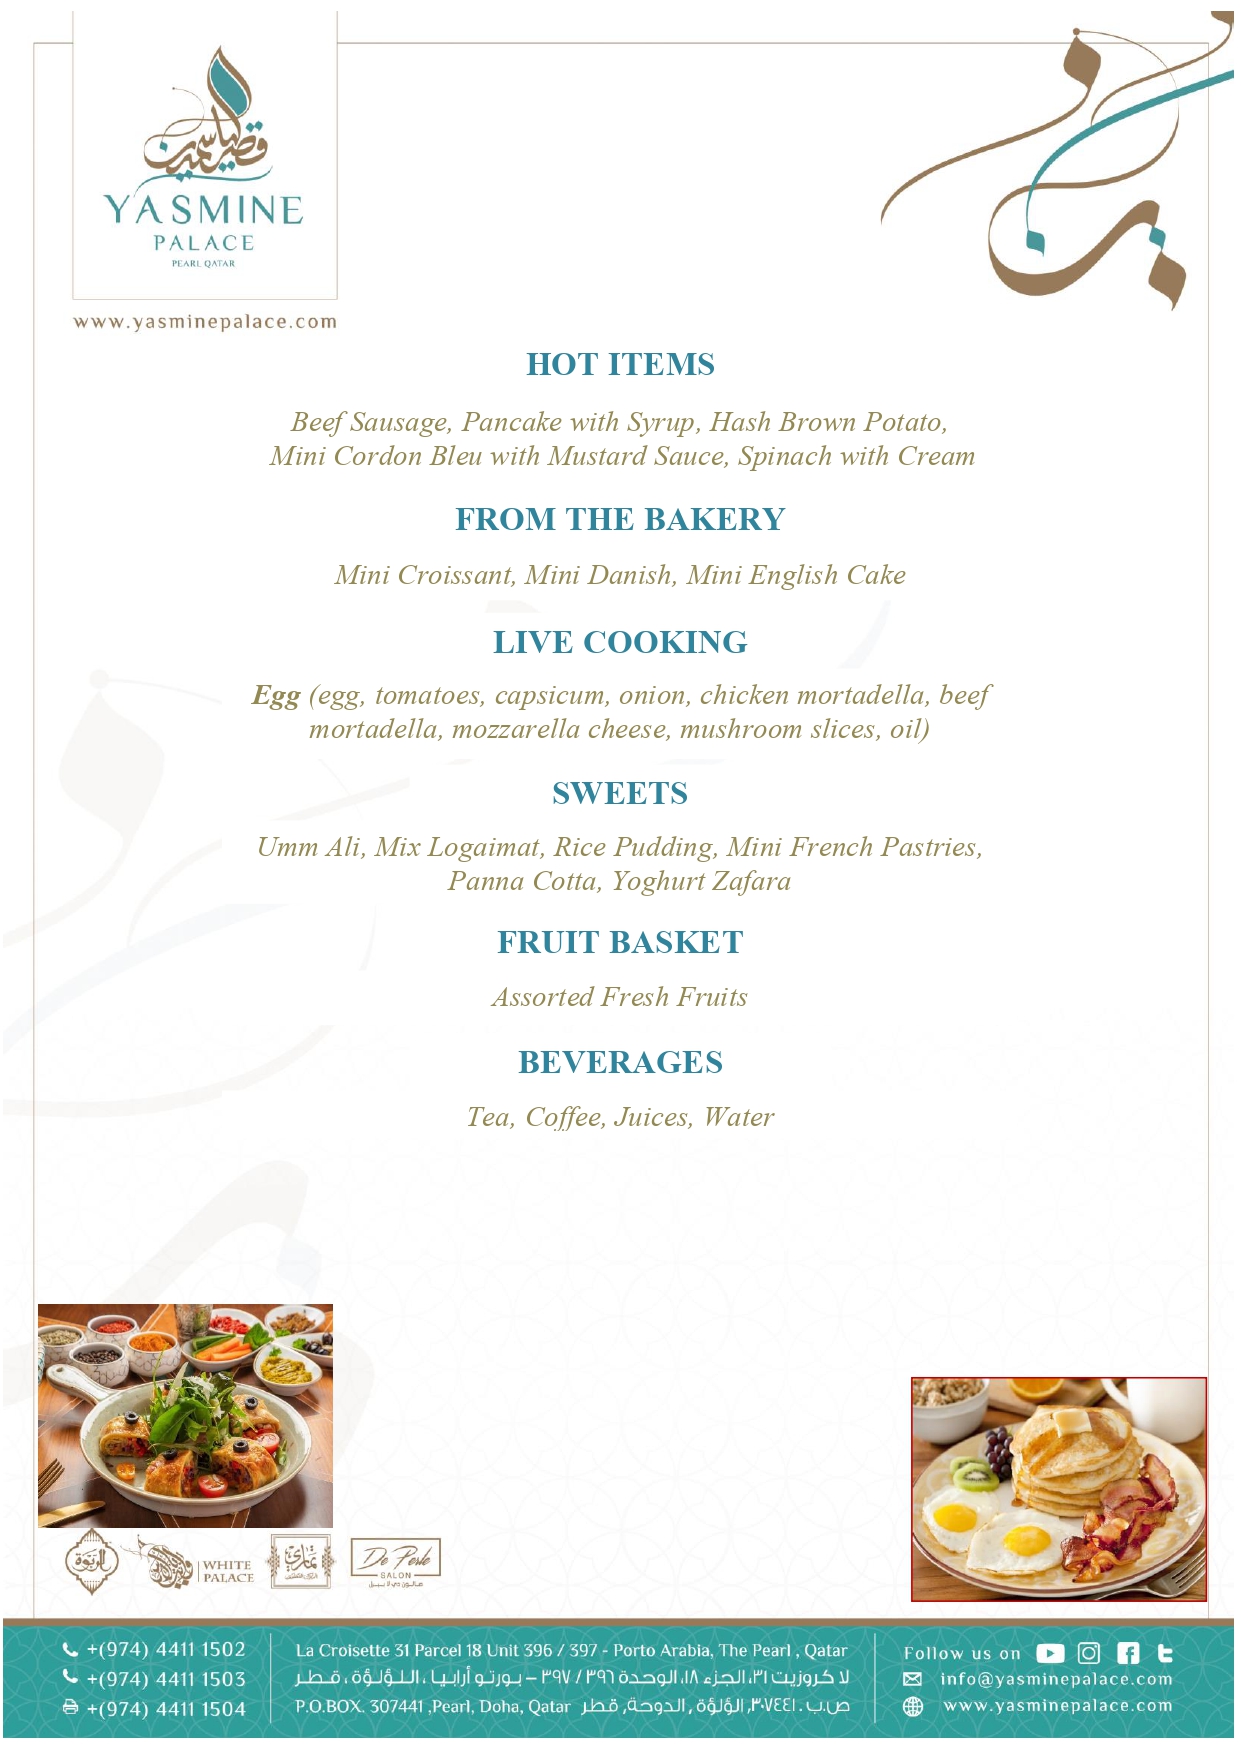 قصر الياسمين
YASMINE
PALACE
PEARL QATAR
www.yasminepalace.com
HOT ITEMS
Beef Sausage, Pancake with Syrup, Hash Brown Potato,
Mini Cordon Bleu with Mustard Sauce, Spinach with Cream
FROM THE BAKERY
Mini Croissant, Mini Danish, Mini English Cake
LIVE COOKING
Egg (egg, tomatoes, capsicum, onion, chicken mortadella, beef
mortadella, mozzarella cheese, mushroom slices, oil)
SWEETS
Umm Ali, Mix Logaimat, Rice Pudding, Mini French Pastries,
Panna Cotta, Yoghurt Zafara
FRUIT BASKET
Assorted Fresh Fruits
BEVERAGES
Tea, Coffee, Juices, Water
WHITE
PALACE
De Perle
SALON
صالون دي لا بيرل
+(974) 4411 1502
+(974) 4411 1503
+(974) 4411 1504
La Croisette 31 Parcel 18 Unit 396 / 397 - Porto Arabia, The Pearl , Qatar
لا كروزيت ٣١، الجزء ١٨، الوحدة ٣٩٦ / ٣٩٧ – بورتو أرابيا ، اللؤلؤة ، قطر
P.O.BOX. 307441 ,Pearl, Doha, Qatar ص.ب. ٣٠٧٤٤١, اللؤلؤة , الدوحة, قطر
Follow us on
info@yasminepalace.com
www.yasminepalace.com